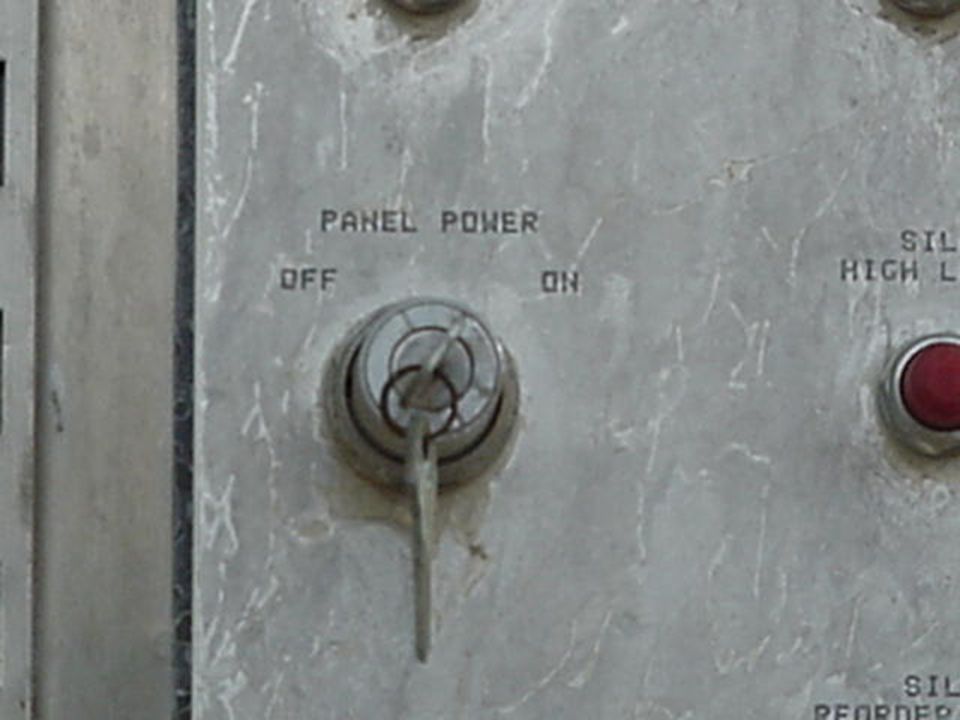 PANEL POWER
OFF ON
SIL
HIGH L
SIL
REORDER